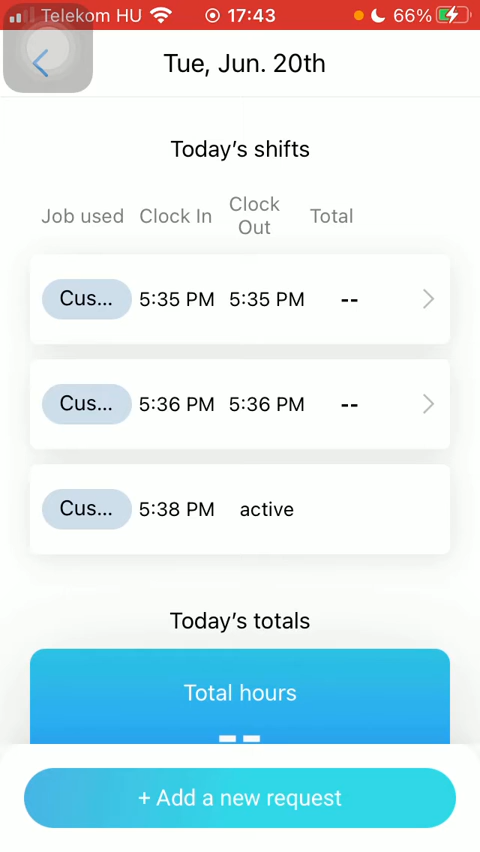 Telekom HU 17:43 66%
Tue, Jun. 20th
Today's shifts
Job used Clock In Clock Out Total
Cus... 5:35 PM 5:35 PM --
Cus... 5:36 PM 5:36 PM --
Cus... 5:38 PM active
Today's totals
Total hours
--
+ Add a new request